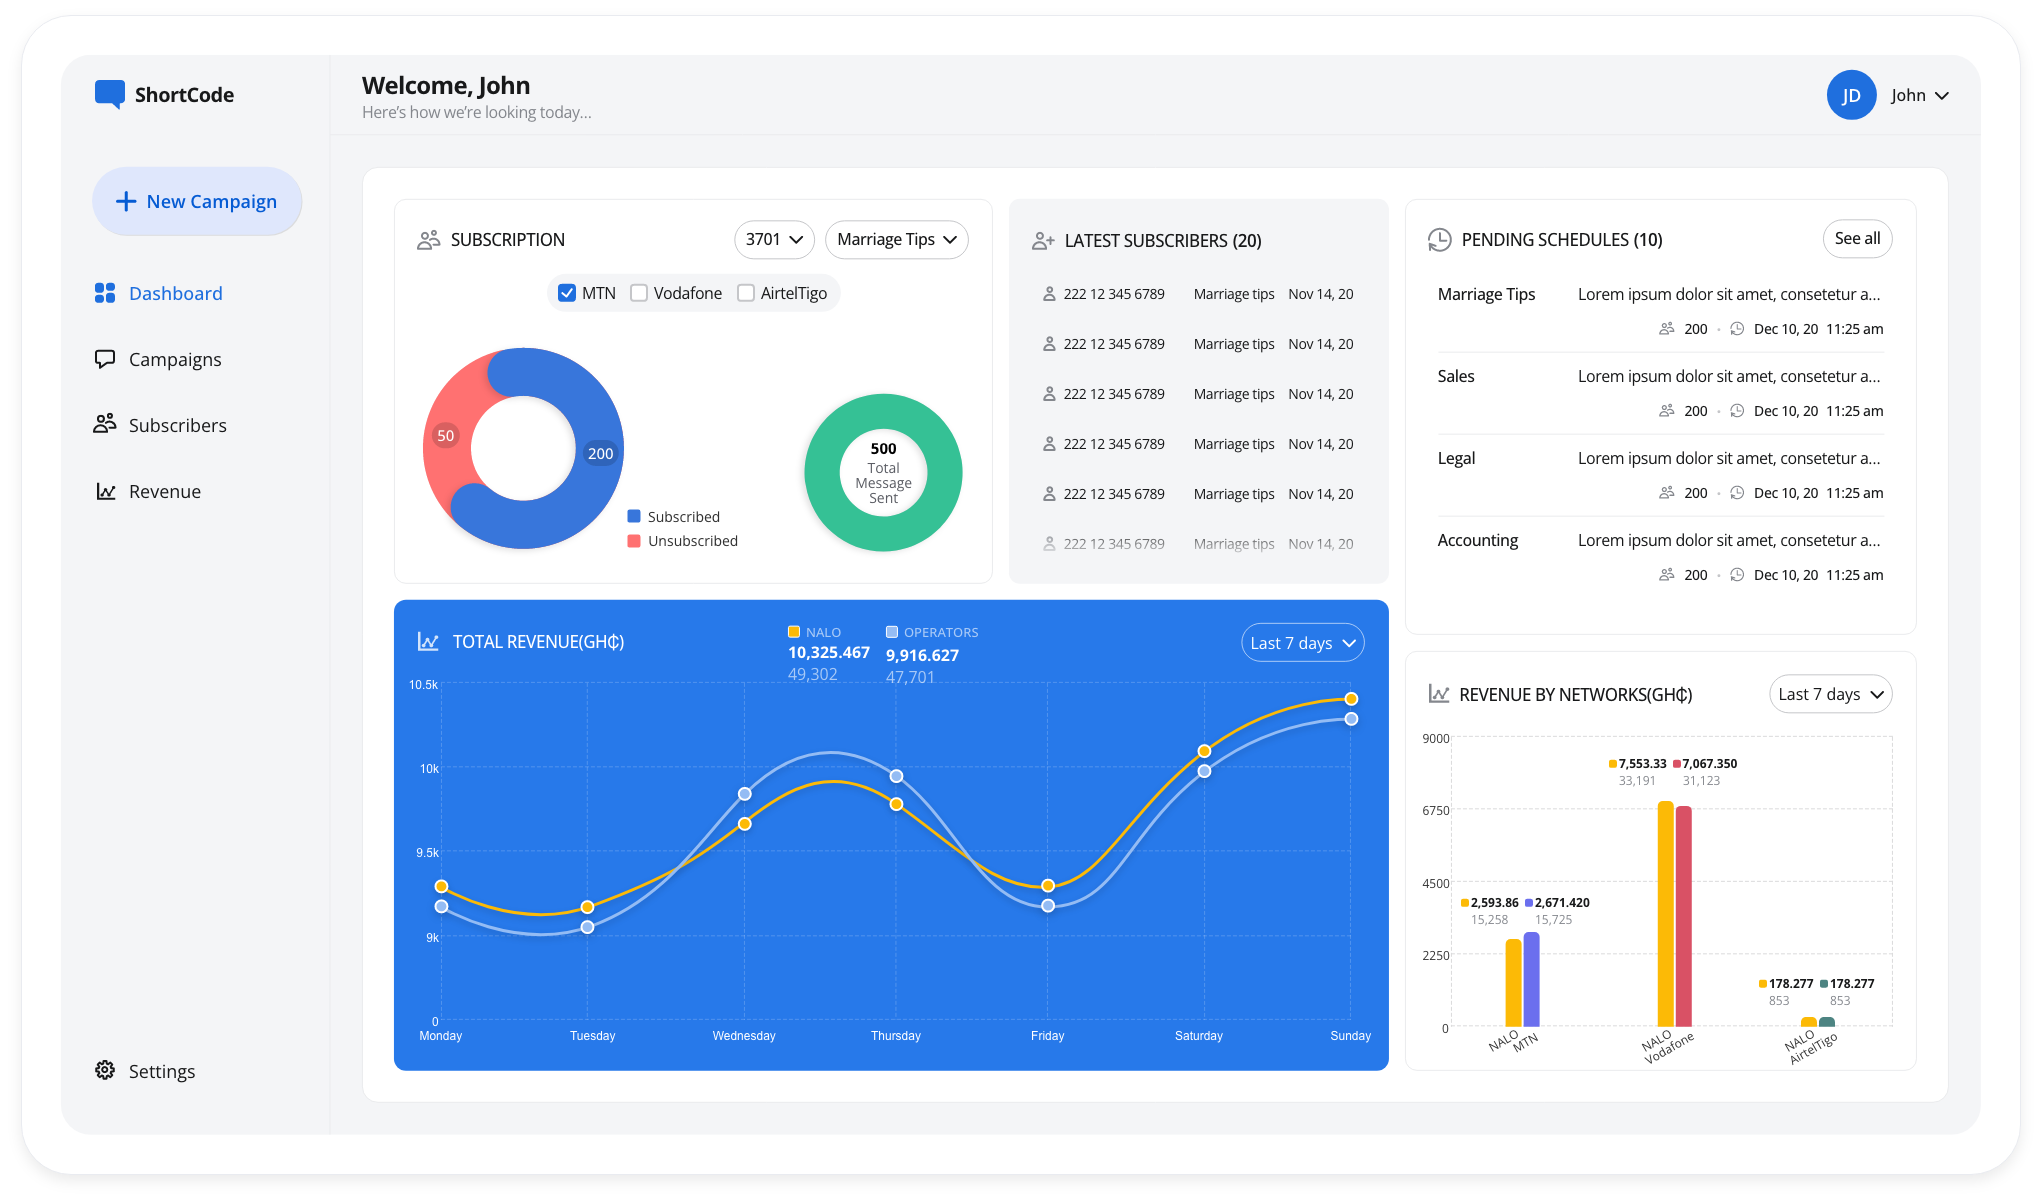 ShortCode
New Campaign
Dashboard
Campaigns
Subscribers
Revenue
Settings
Welcome, John
Here's how we're looking today...
JD
John
SUBSCRIPTION
3701
Marriage Tips
MTN
Vodafone
AirtelTigo
50
200
Subscribed
Unsubscribed
500
Total
Message
Sent
LATEST SUBSCRIBERS (20)
222 12 345 6789 Marriage tips Nov 14, 20
222 12 345 6789 Marriage tips Nov 14, 20
222 12 345 6789 Marriage tips Nov 14, 20
222 12 345 6789 Marriage tips Nov 14, 20
222 12 345 6789 Marriage tips Nov 14, 20
222 12 345 6789 Marriage tips Nov 14, 20
PENDING SCHEDULES (10)
See all
Marriage Tips Lorem ipsum dolor sit amet, consetetur a...
200 Dec 10, 20 11:25 am
Sales Lorem ipsum dolor sit amet, consetetur a...
200 Dec 10, 20 11:25 am
Legal Lorem ipsum dolor sit amet, consetetur a...
200 Dec 10, 20 11:25 am
Accounting Lorem ipsum dolor sit amet, consetetur a...
200 Dec 10, 20 11:25 am
TOTAL REVENUE(GH₵)
NALO
10,325.467
49,302
OPERATORS
9,916.627
47,701
Last 7 days
10.5k
10k
9.5k
9k
0
Monday Tuesday Wednesday Thursday Friday Saturday Sunday
REVENUE BY NETWORKS(GH₵)
Last 7 days
9000
6750
4500
2250
0
2,593.86 2,671.420
15,258 15,725
7,553.33 7,067.350
33,191 31,123
178.277 178.277
853 853
NALO
MTN
NALO
Vodafone
NALO
AirtelTigo